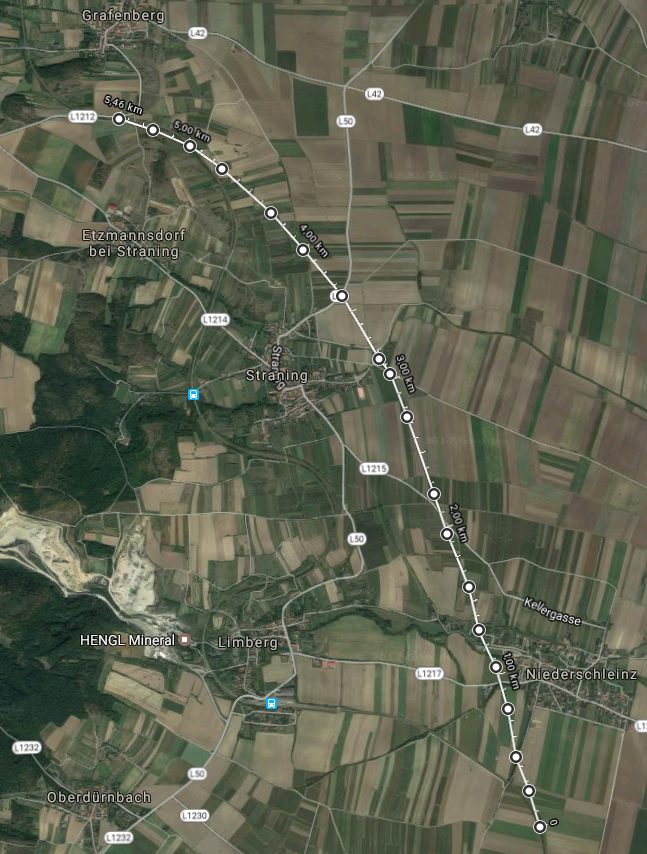 Grafenberg
L42
5,46 km
L42
L1212
L50
5,00 km
L42
Etzmannsdorf
bei Straning
4,00 km
L1214
Straning
Straning
3,00 km
L1215
2,00 km
L50
Kellergasse
HENGL Mineral
Limberg
1,00 km
L1217
Niederschleinz
L1232
L50
Oberdürnbach
L1230
0
L1232